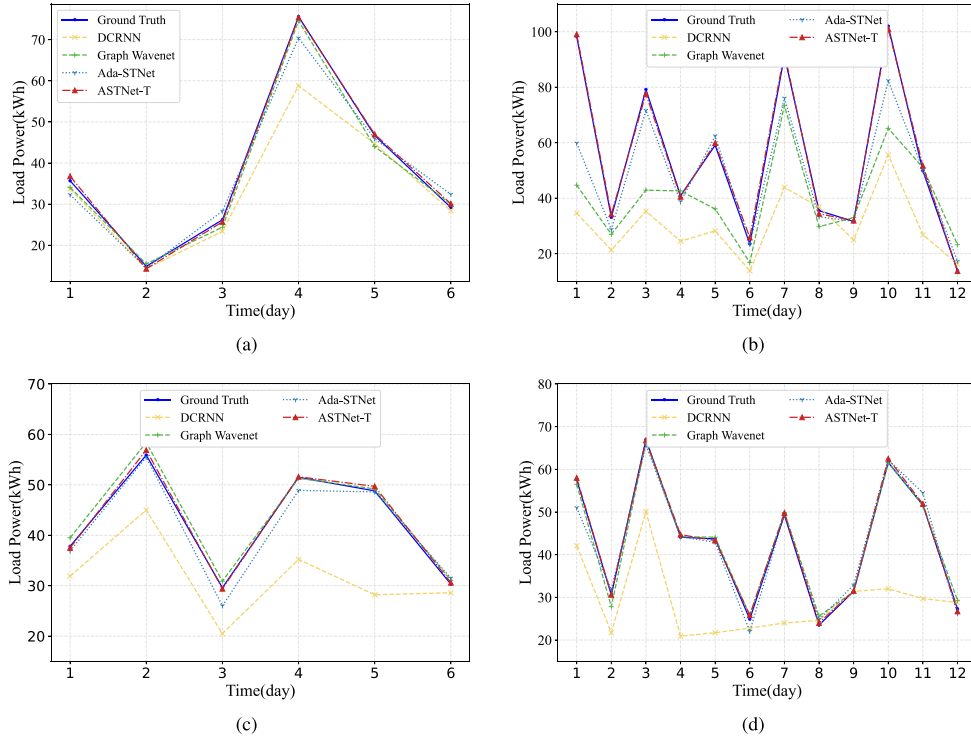 Load Power(kWh)
70
60
50
40
30
20
Ground Truth
DCRNN
Graph Wavenet
Ada-STNet
ASTNet-T
1 2 3 4 5 6
Time(day)
(a)
Load Power(kWh)
100
80
60
40
20
10
Ground Truth
DCRNN
Graph Wavenet
Ada-STNet
ASTNet-T
1 2 3 4 5 6 7 8 9 10 11 12
Time(day)
(b)
Load Power(kWh)
70
60
50
40
30
20
Ground Truth
DCRNN
Graph Wavenet
Ada-STNet
ASTNet-T
1 2 3 4 5 6
Time(day)
(c)
Load Power(kWh)
80
70
60
50
40
30
20
15
Ground Truth
DCRNN
Graph Wavenet
Ada-STNet
ASTNet-T
1 2 3 4 5 6 7 8 9 10 11 12
Time(day)
(d)